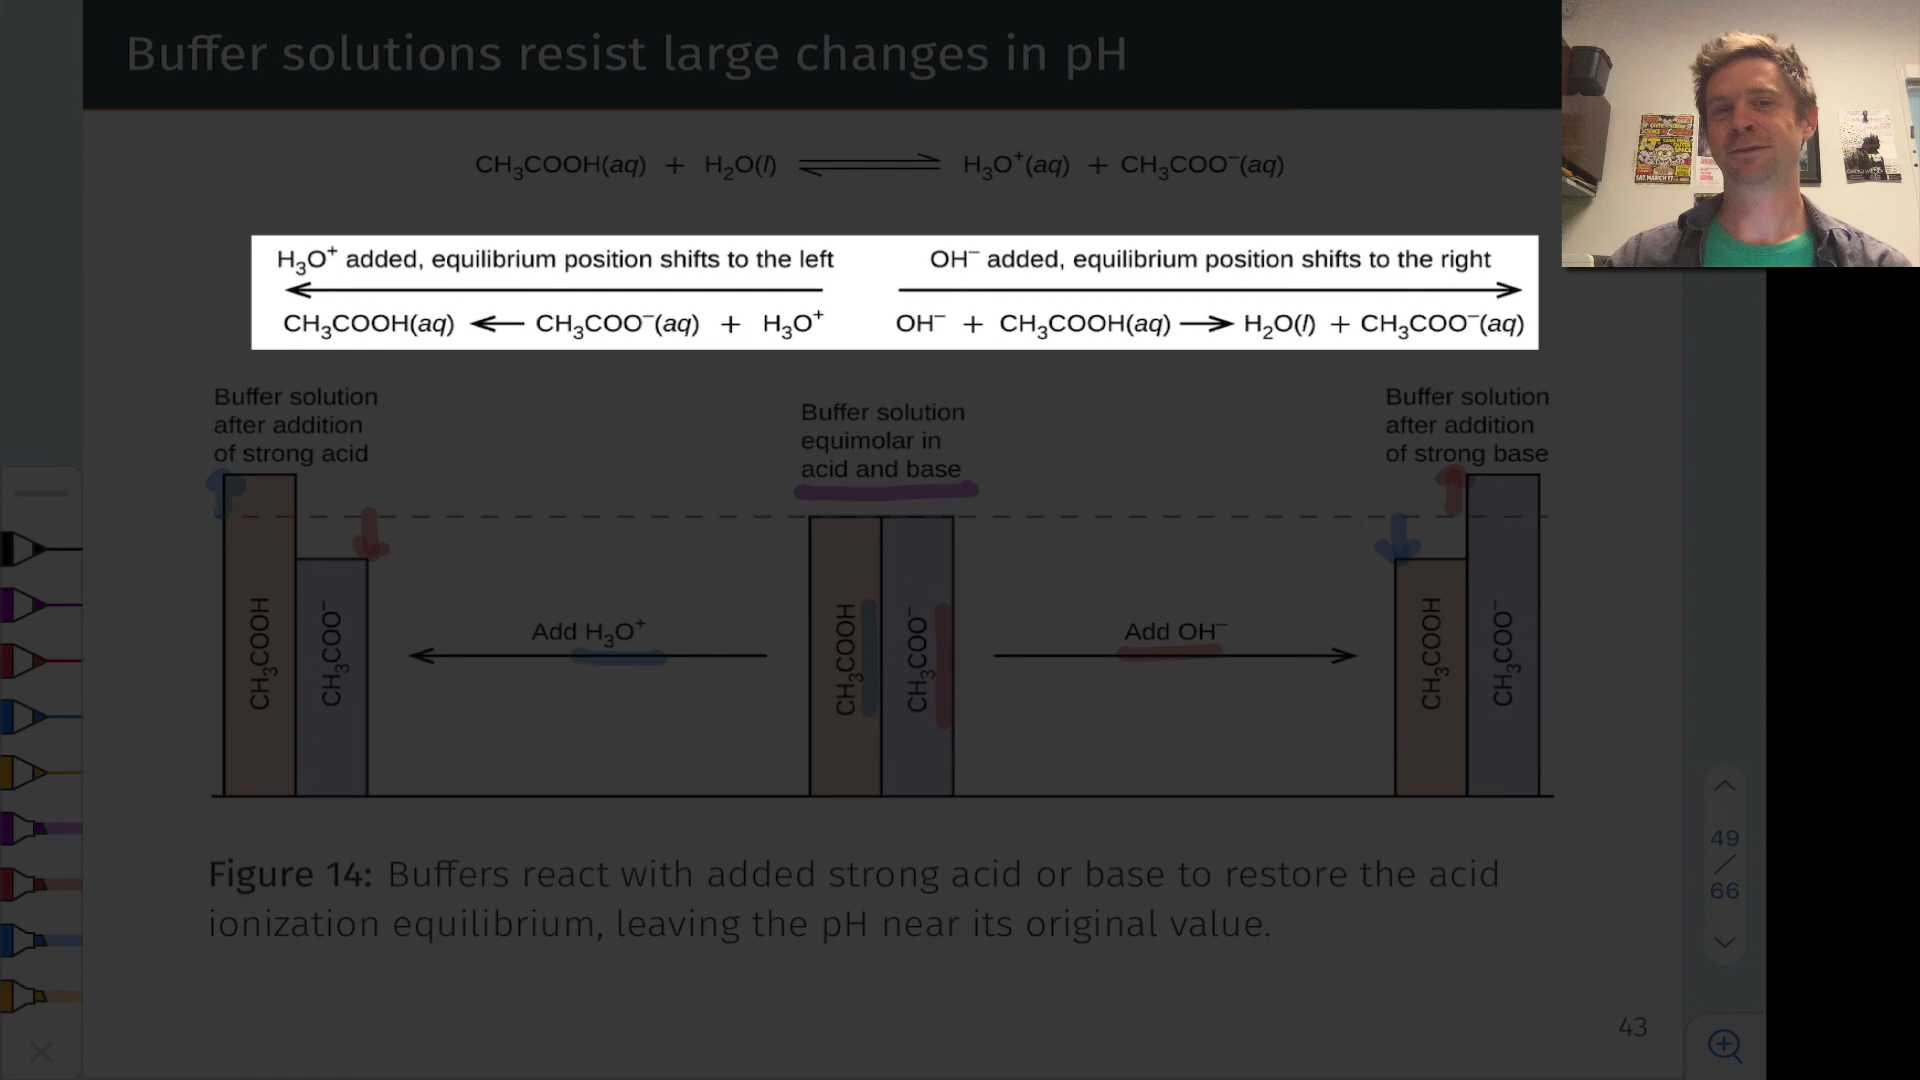 Buffer solutions resist large changes in pH
CH₃COOH(aq) + H₂O(l) ⇌ H₃O⁺(aq) + CH₃COO⁻(aq)
H₃O⁺ added, equilibrium position shifts to the left
CH₃COOH(aq) ← CH₃COO⁻(aq) + H₃O⁺
OH⁻ added, equilibrium position shifts to the right
OH⁻ + CH₃COOH(aq) → H₂O(l) + CH₃COO⁻(aq)
Buffer solution
after addition
of strong acid
Buffer solution
equimolar in
acid and base
Buffer solution
after addition
of strong base
CH₃COOH
CH₃COO⁻
Add H₃O⁺
CH₃COOH
CH₃COO⁻
Add OH⁻
CH₃COOH
CH₃COO⁻
Figure 14: Buffers react with added strong acid or base to restore the acid
ionization equilibrium, leaving the pH near its original value.
43
49
/
66
SAT. MARCH 17